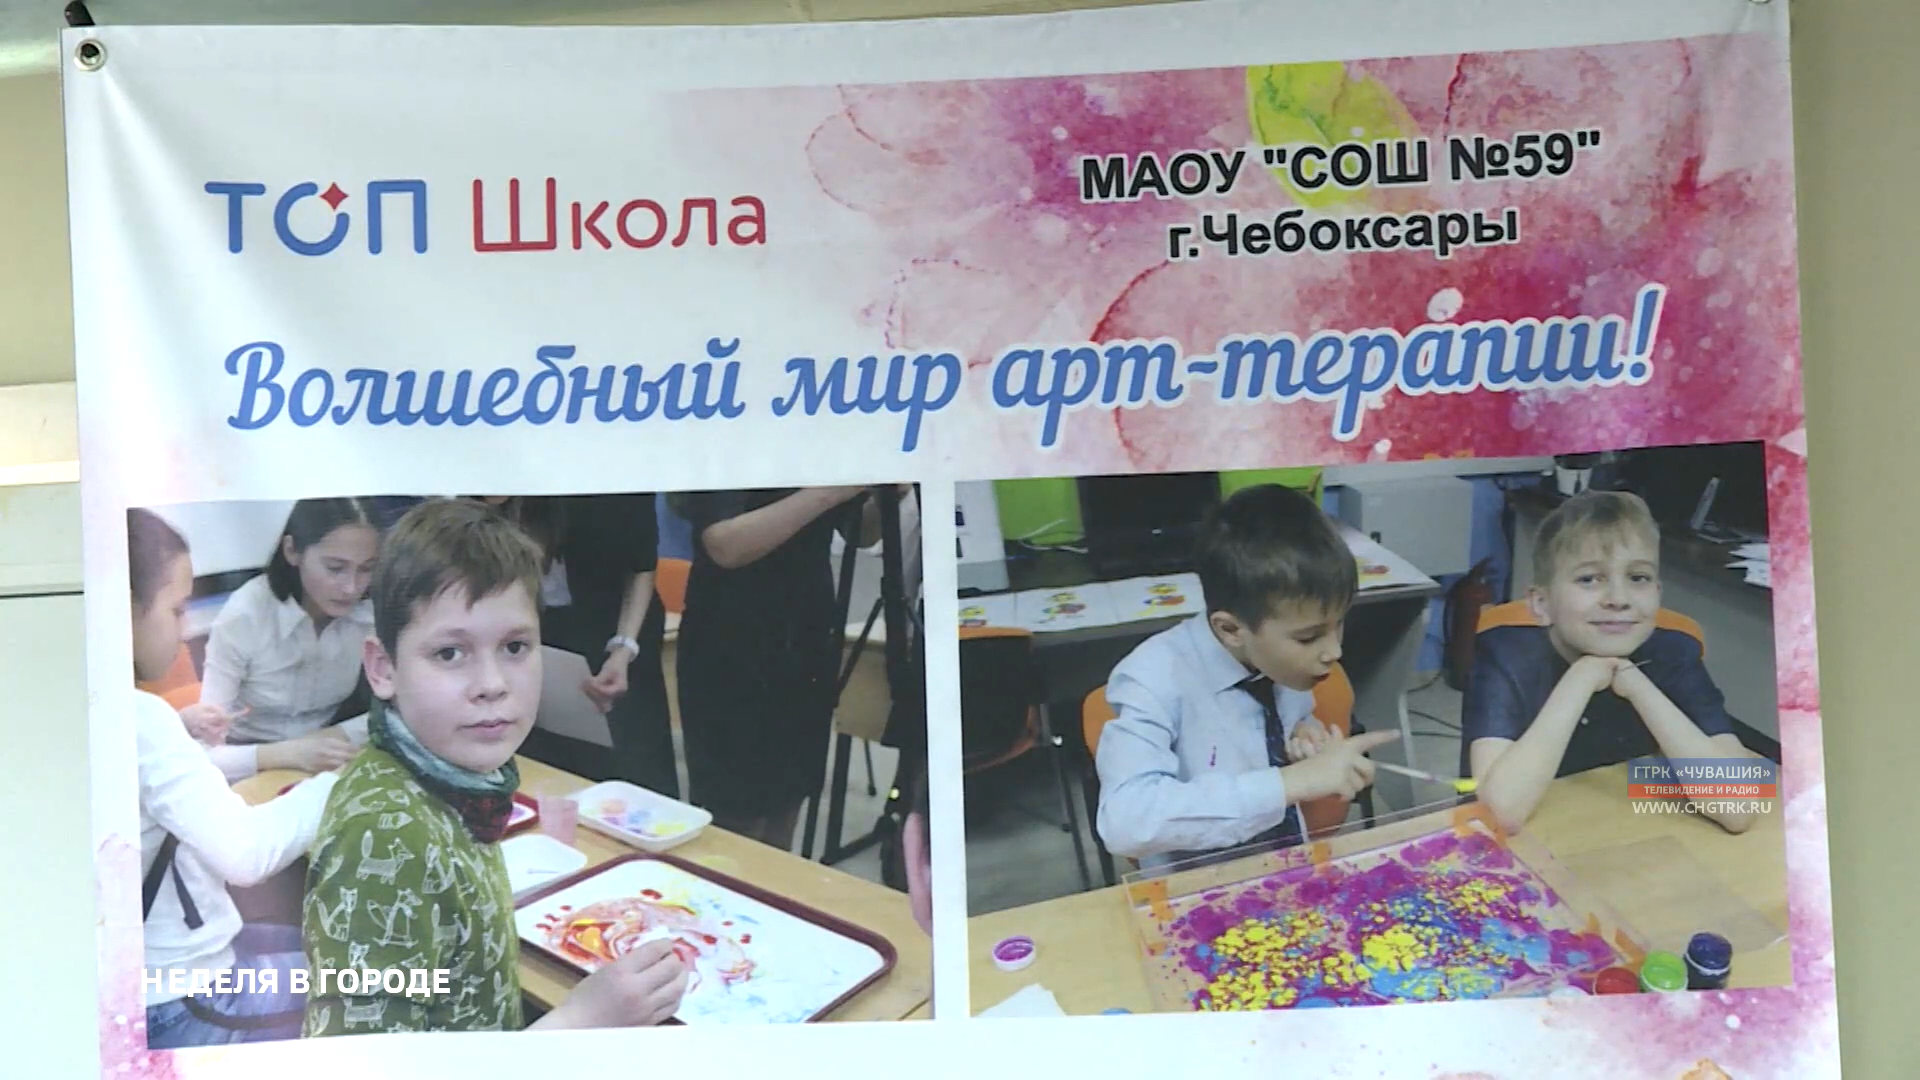 ТОП Школа
МАОУ "СОШ №59"
г.Чебоксары
Волшебный мир арт-терапии!
ГТРК «ЧУВАШИЯ»
ТЕЛЕВИДЕНИЕ И РАДИО
WWW.CHGTRK.RU
НЕДЕЛЯ В ГОРОДЕ